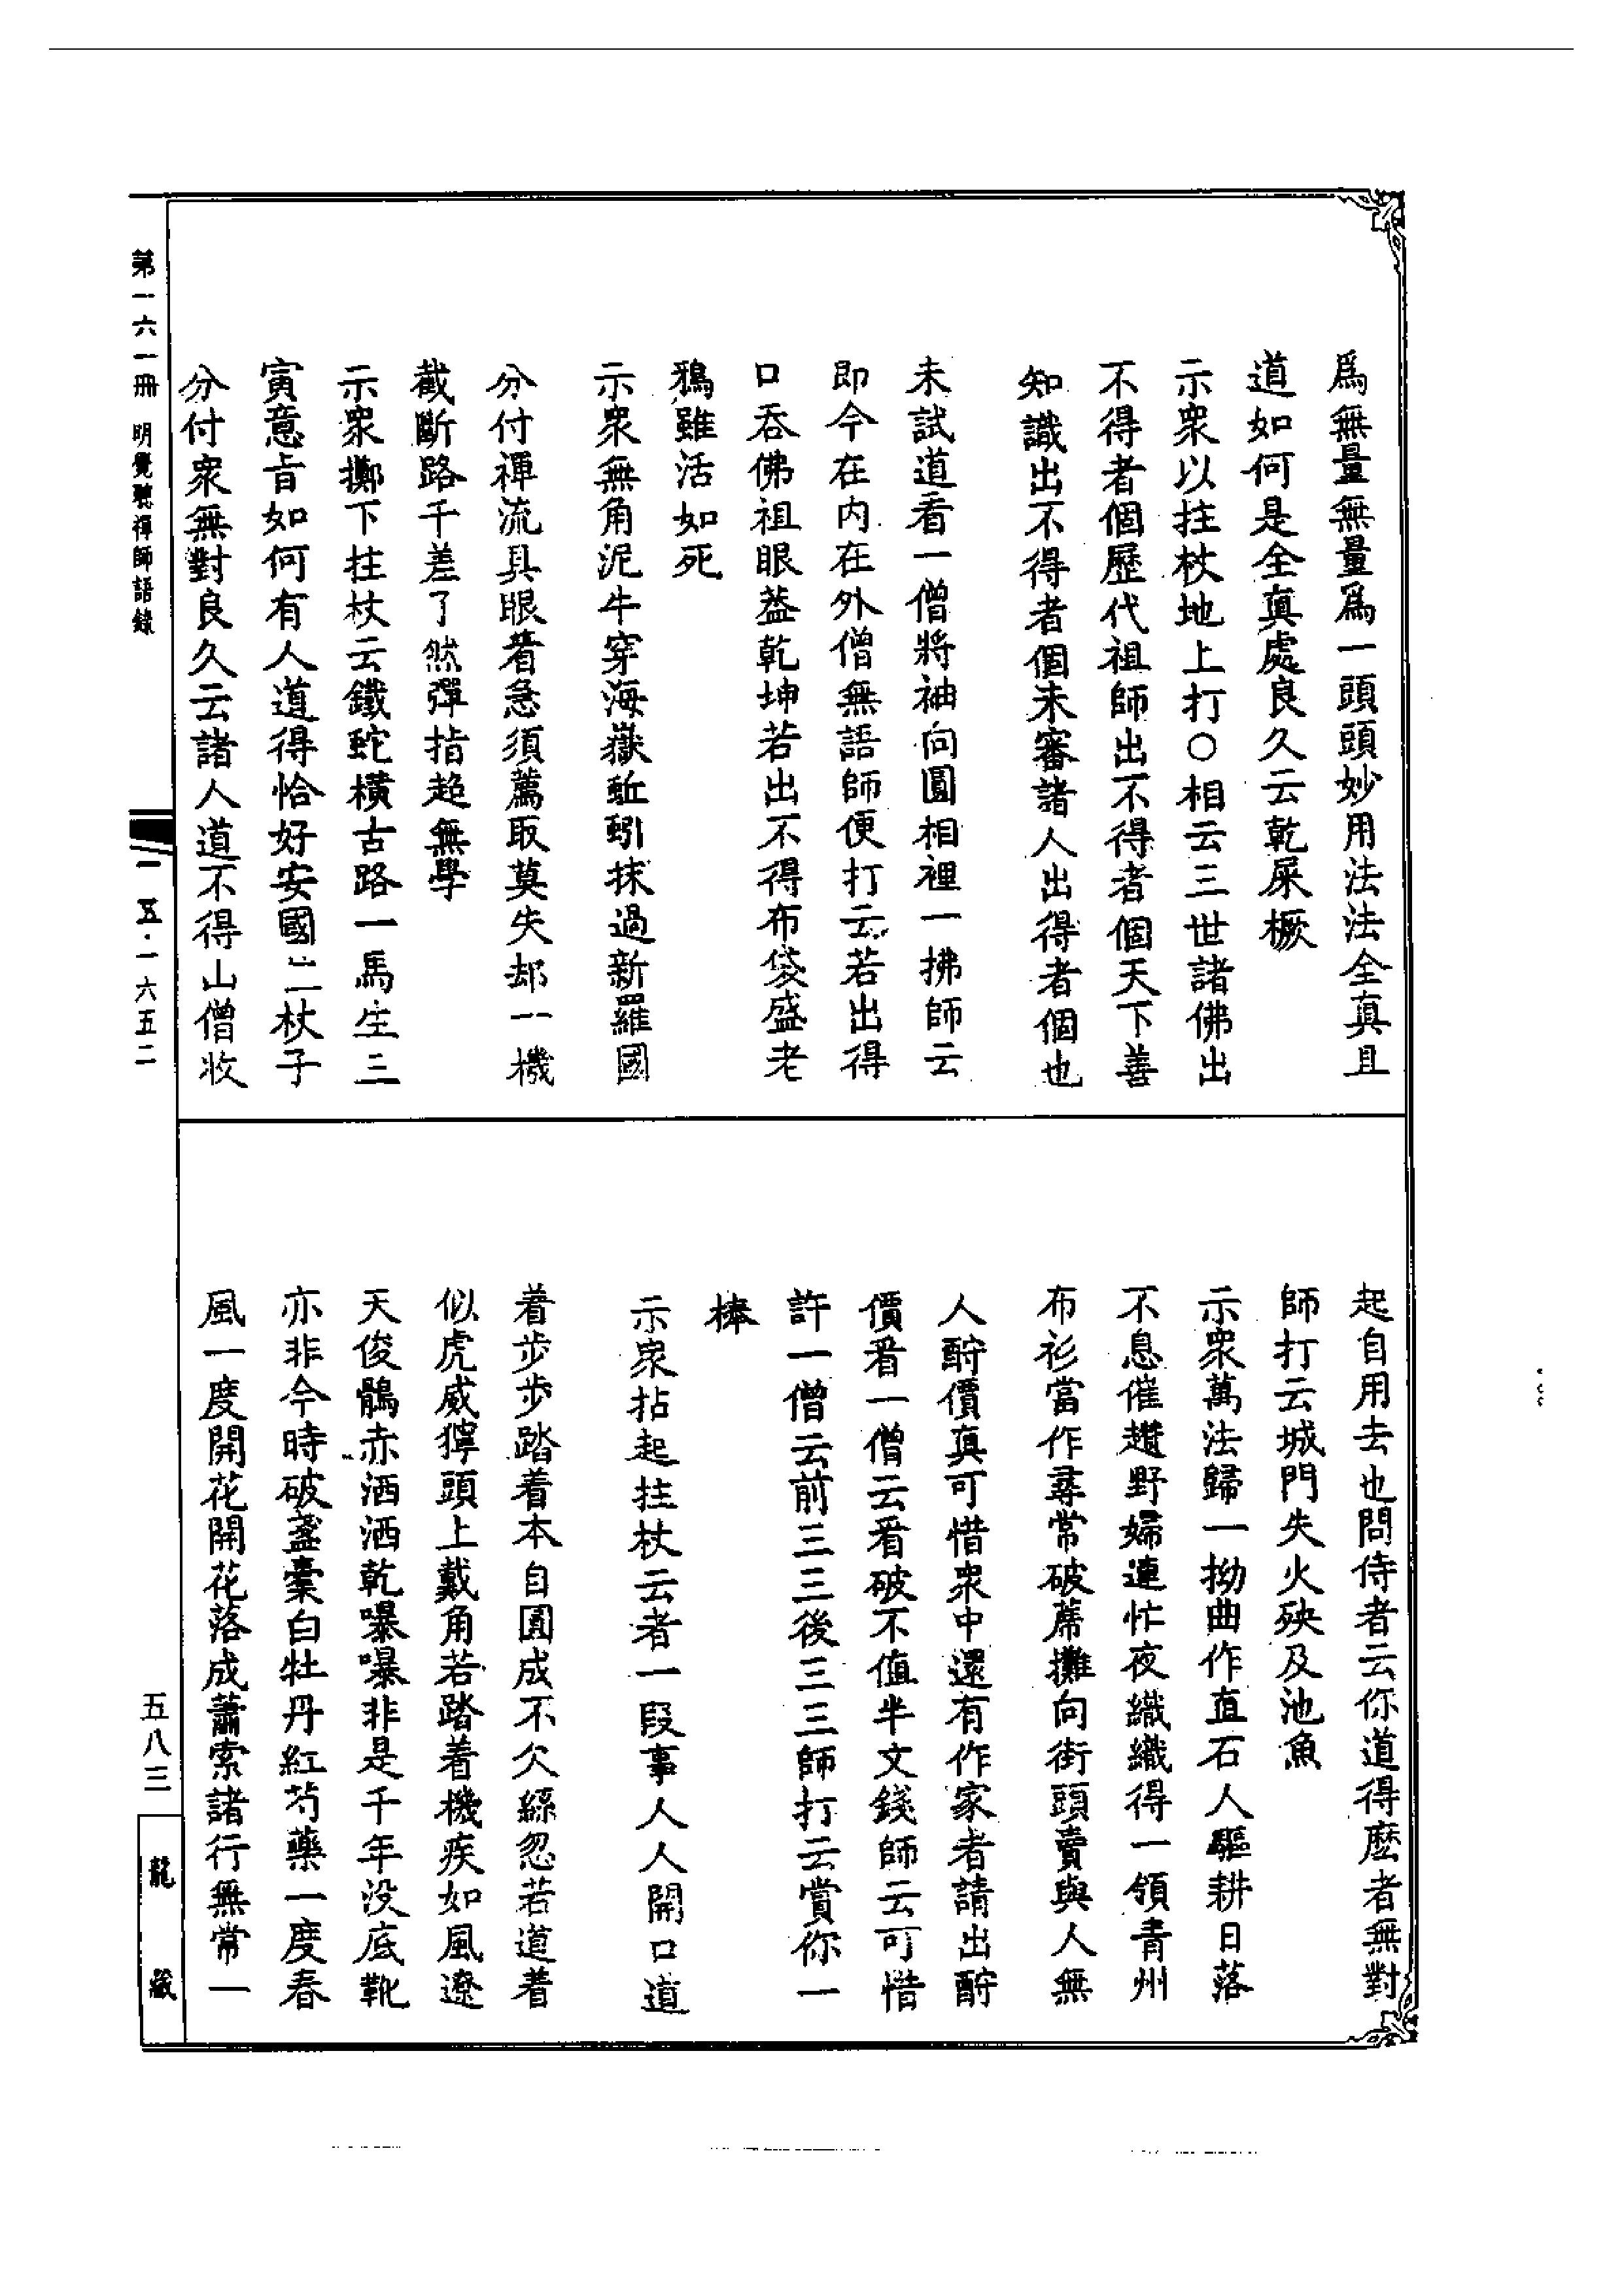 爲無量無量爲一頭頭妙用法法全真且
道如何是全真處良久云乾屎橛
示衆以拄杖地上打○相云三世諸佛出
不得者個歷代祖師出不得者個天下善
知識出不得者個未審諸人出得者個也
未試道看一僧將袖向圓相裡一拂師云
即今在内在外僧無語師便打云若出得
口吞佛祖眼蓋乾坤若出不得布袋盛老
鴉雖活如死
示衆無角泥牛穿海嶽蚯蚓抹過新羅國
分付禪流具眼着急須薦取莫失却一機
截斷路千差了然彈指超無學
示衆擲下拄杖云鐵蛇橫古路一馬生三
寅意旨如何有人道得恰好安國二杖子
分付衆無對良久云諸人道不得山僧收
起自用去也問侍者云你道得麽者無對
師打云城門失火殃及池魚
示衆萬法歸一拗曲作直石人驅耕日落
不息催趲野婦連忙夜織織得一領青州
布衫當作尋常破蓆攤向街頭賣與人無
人酧價真可惜衆中還有作家者請出酧
價看一僧云看破不值半文錢師云可惜
許一僧云前三三後三三師打云賞你一
棒
示衆拈起拄杖云者一段事人人開口道
着步步踏着本自圓成不欠絲忽若道着
似虎威獰頭上戴角若踏着機疾如風遼
天俊鶻赤洒洒乾嚗嚗非是千年没底靴
亦非今時破盞橐白牡丹紅芍藥一度春
風一度開花開花落成蕭索諸行無常一
第一六一冊 明覺聰禪師語錄
一五·一六五二
五八三
龍藏